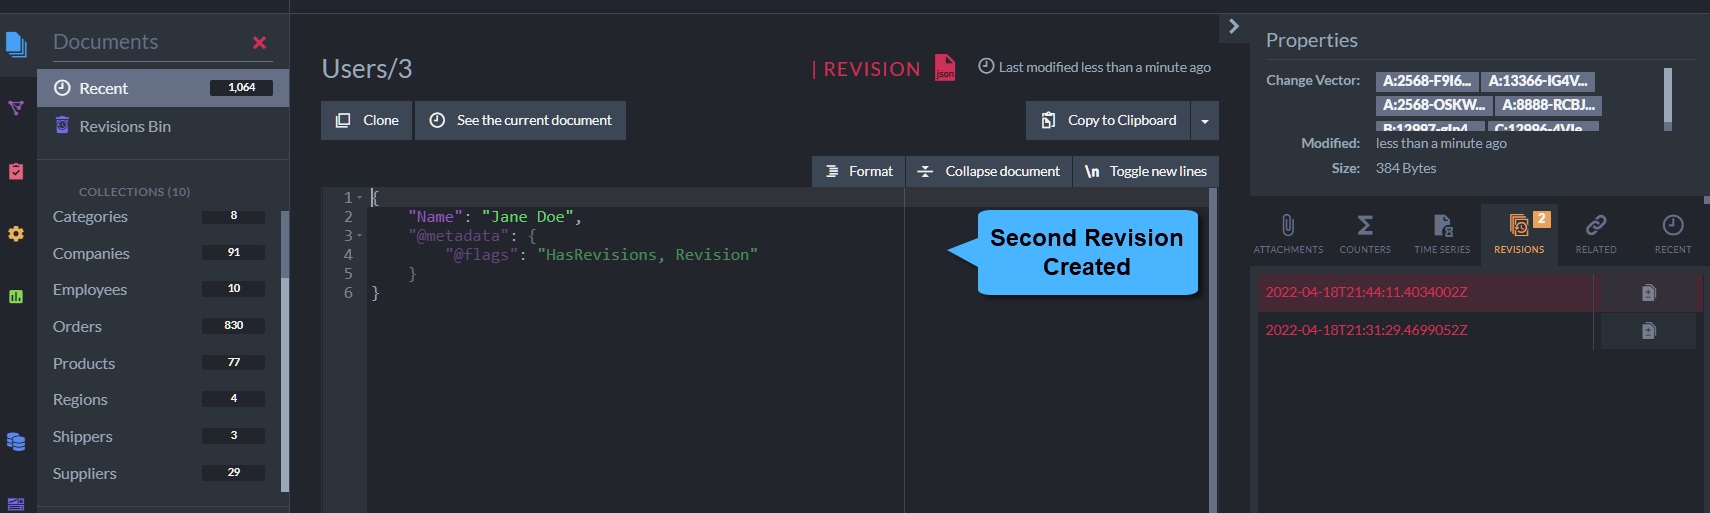 Documents
Recent 1,064
Revisions Bin
COLLECTIONS (10)
Categories 8
Companies 91
Employees 10
Orders 830
Products 77
Regions 4
Shippers 3
Suppliers 29
Users/3
| REVISION
json
Last modified less than a minute ago
Clone
See the current document
Copy to Clipboard
Format
Collapse document
\n Toggle new lines
1 {
2 "Name": "Jane Doe",
3 "@metadata": {
4 "@flags": "HasRevisions, Revision"
5 }
6 }
Second Revision
Created
Properties
Change Vector: A:2568-F9I6... A:13366-IG4V...
A:2568-OSKW... A:8888-RCBJ...
B:12997-gIn4... C:12996-4VJe...
Modified: less than a minute ago
Size: 384 Bytes
ATTACHMENTS
COUNTERS
TIME SERIES
2
REVISIONS
RELATED
RECENT
2022-04-18T21:44:11.4034002Z
2022-04-18T21:31:29.4699052Z